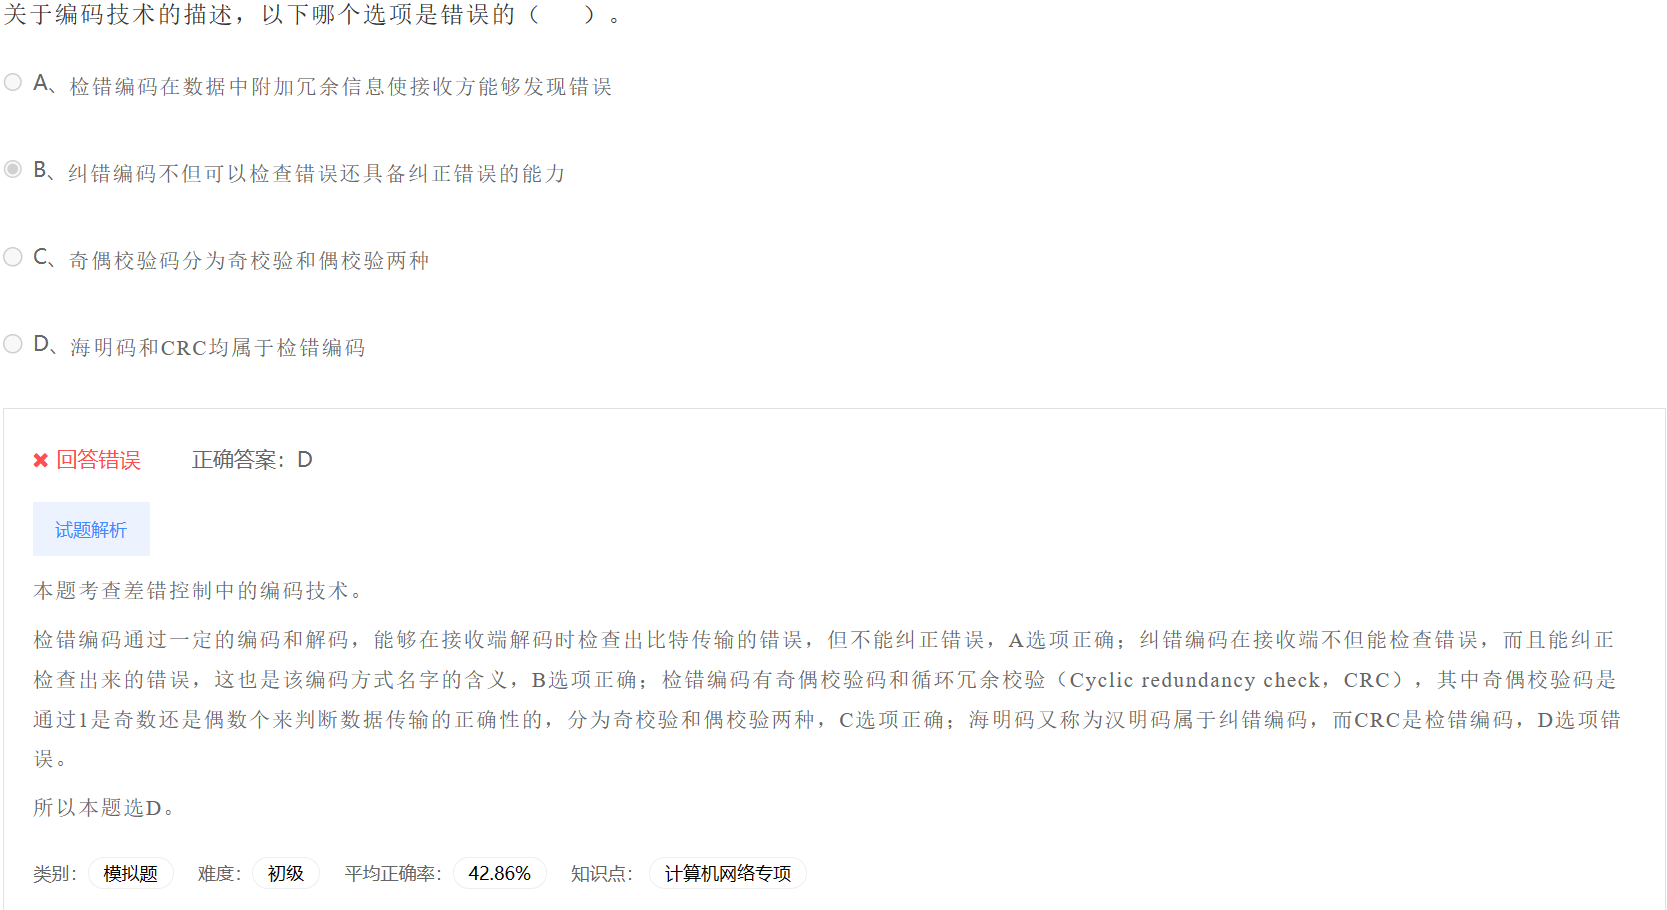 关于编码技术的描述，以下哪个选项是错误的（　　）。
A、检错编码在数据中附加冗余信息使接收方能够发现错误
B、纠错编码不但可以检查错误还具备纠正错误的能力
C、奇偶校验码分为奇校验和偶校验两种
D、海明码和CRC均属于检错编码
回答错误 正确答案：D
试题解析
本题考查差错控制中的编码技术。
检错编码通过一定的编码和解码，能够在接收端解码时检查出比特传输的错误，但不能纠正错误，A选项正确；纠错编码在接收端不但能检查错误，而且能纠正
检查出来的错误，这也是该编码方式名字的含义，B选项正确；检错编码有奇偶校验码和循环冗余校验（Cyclic redundancy check，CRC），其中奇偶校验码是
通过1是奇数还是偶数个来判断数据传输的正确性的，分为奇校验和偶校验两种，C选项正确；海明码又称为汉明码属于纠错编码，而CRC是检错编码，D选项错
误。
所以本题选D。
类别： 模拟题 难度： 初级 平均正确率： 42.86% 知识点： 计算机网络专项